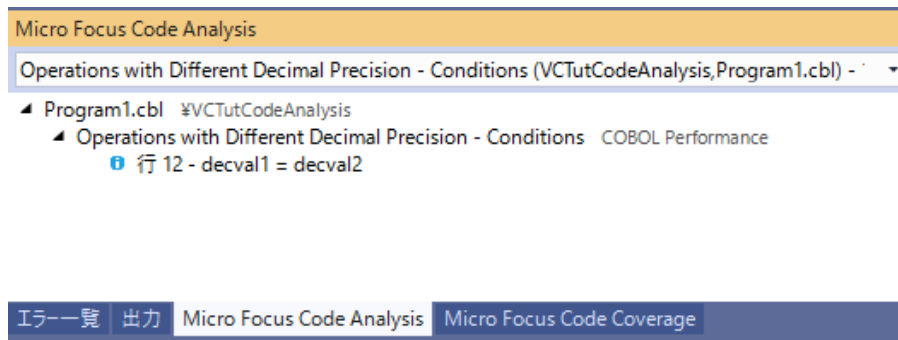 Micro Focus Code Analysis
Operations with Different Decimal Precision - Conditions (VCTutCodeAnalysis,Program1.cbl) -
Program1.cbl ¥VCTutCodeAnalysis
Operations with Different Decimal Precision - Conditions COBOL Performance
行 12 - decval1 = decval2
エラー一覧 出力 Micro Focus Code Analysis Micro Focus Code Coverage